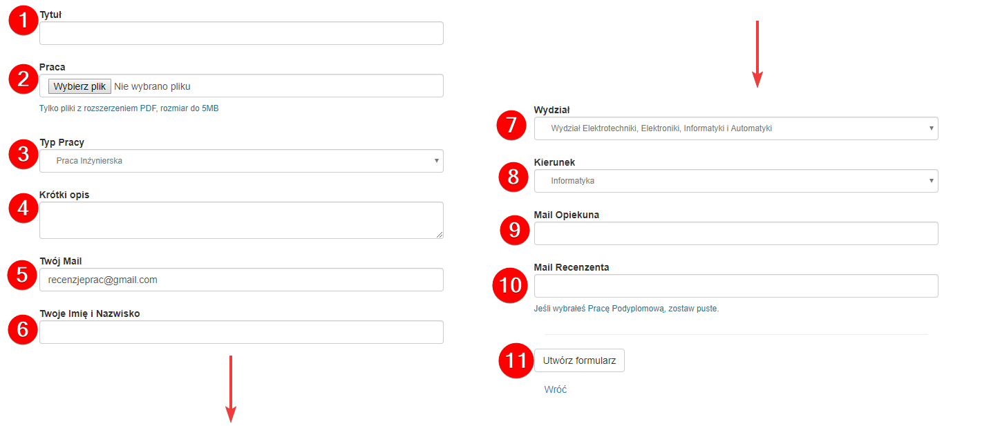 1 Tytuł
2 Praca
Wybierz plik Nie wybrano pliku
Tylko pliki z rozszerzeniem PDF, rozmiar do 5MB
3 Typ Pracy
Praca Inżynierska
4 Krótki opis
5 Twój Mail
recenzjeprac@gmail.com
6 Twoje Imię i Nazwisko
7 Wydział
Wydział Elektrotechniki, Elektroniki, Informatyki i Automatyki
8 Kierunek
Informatyka
9 Mail Opiekuna
10 Mail Recenzenta
Jeśli wybrałeś Pracę Podyplomową, zostaw puste.
11 Utwórz formularz
Wróć